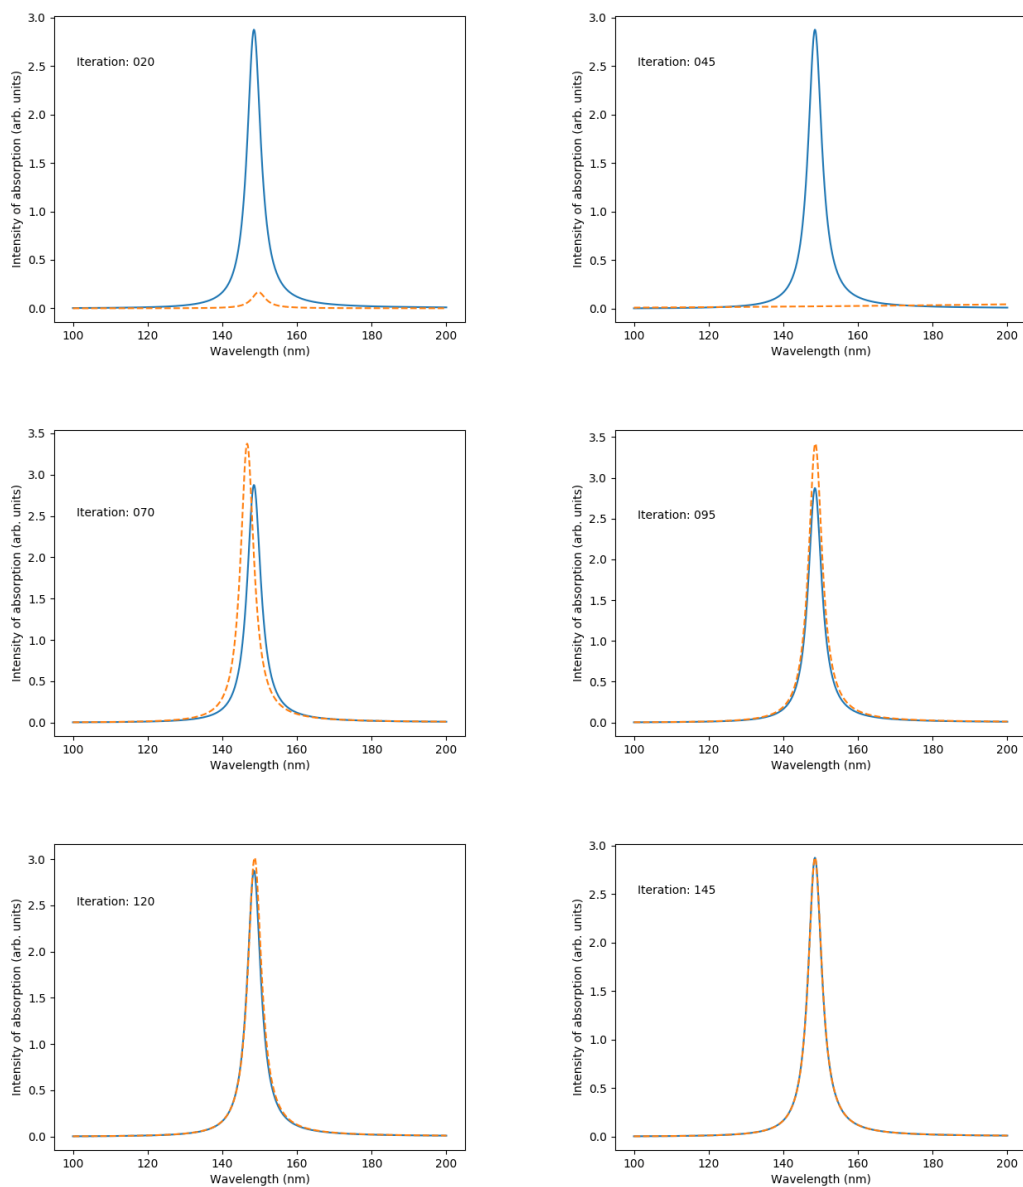 3.0
2.5
2.0
1.5
1.0
0.5
0.0
Intensity of absorption (arb. units)
Iteration: 020
100 120 140 160 180 200
Wavelength (nm)
3.0
2.5
2.0
1.5
1.0
0.5
0.0
Intensity of absorption (arb. units)
Iteration: 045
100 120 140 160 180 200
Wavelength (nm)
3.5
3.0
2.5
2.0
1.5
1.0
0.5
0.0
Intensity of absorption (arb. units)
Iteration: 070
100 120 140 160 180 200
Wavelength (nm)
3.5
3.0
2.5
2.0
1.5
1.0
0.5
0.0
Intensity of absorption (arb. units)
Iteration: 095
100 120 140 160 180 200
Wavelength (nm)
3.0
2.5
2.0
1.5
1.0
0.5
0.0
Intensity of absorption (arb. units)
Iteration: 120
100 120 140 160 180 200
Wavelength (nm)
3.0
2.5
2.0
1.5
1.0
0.5
0.0
Intensity of absorption (arb. units)
Iteration: 145
100 120 140 160 180 200
Wavelength (nm)